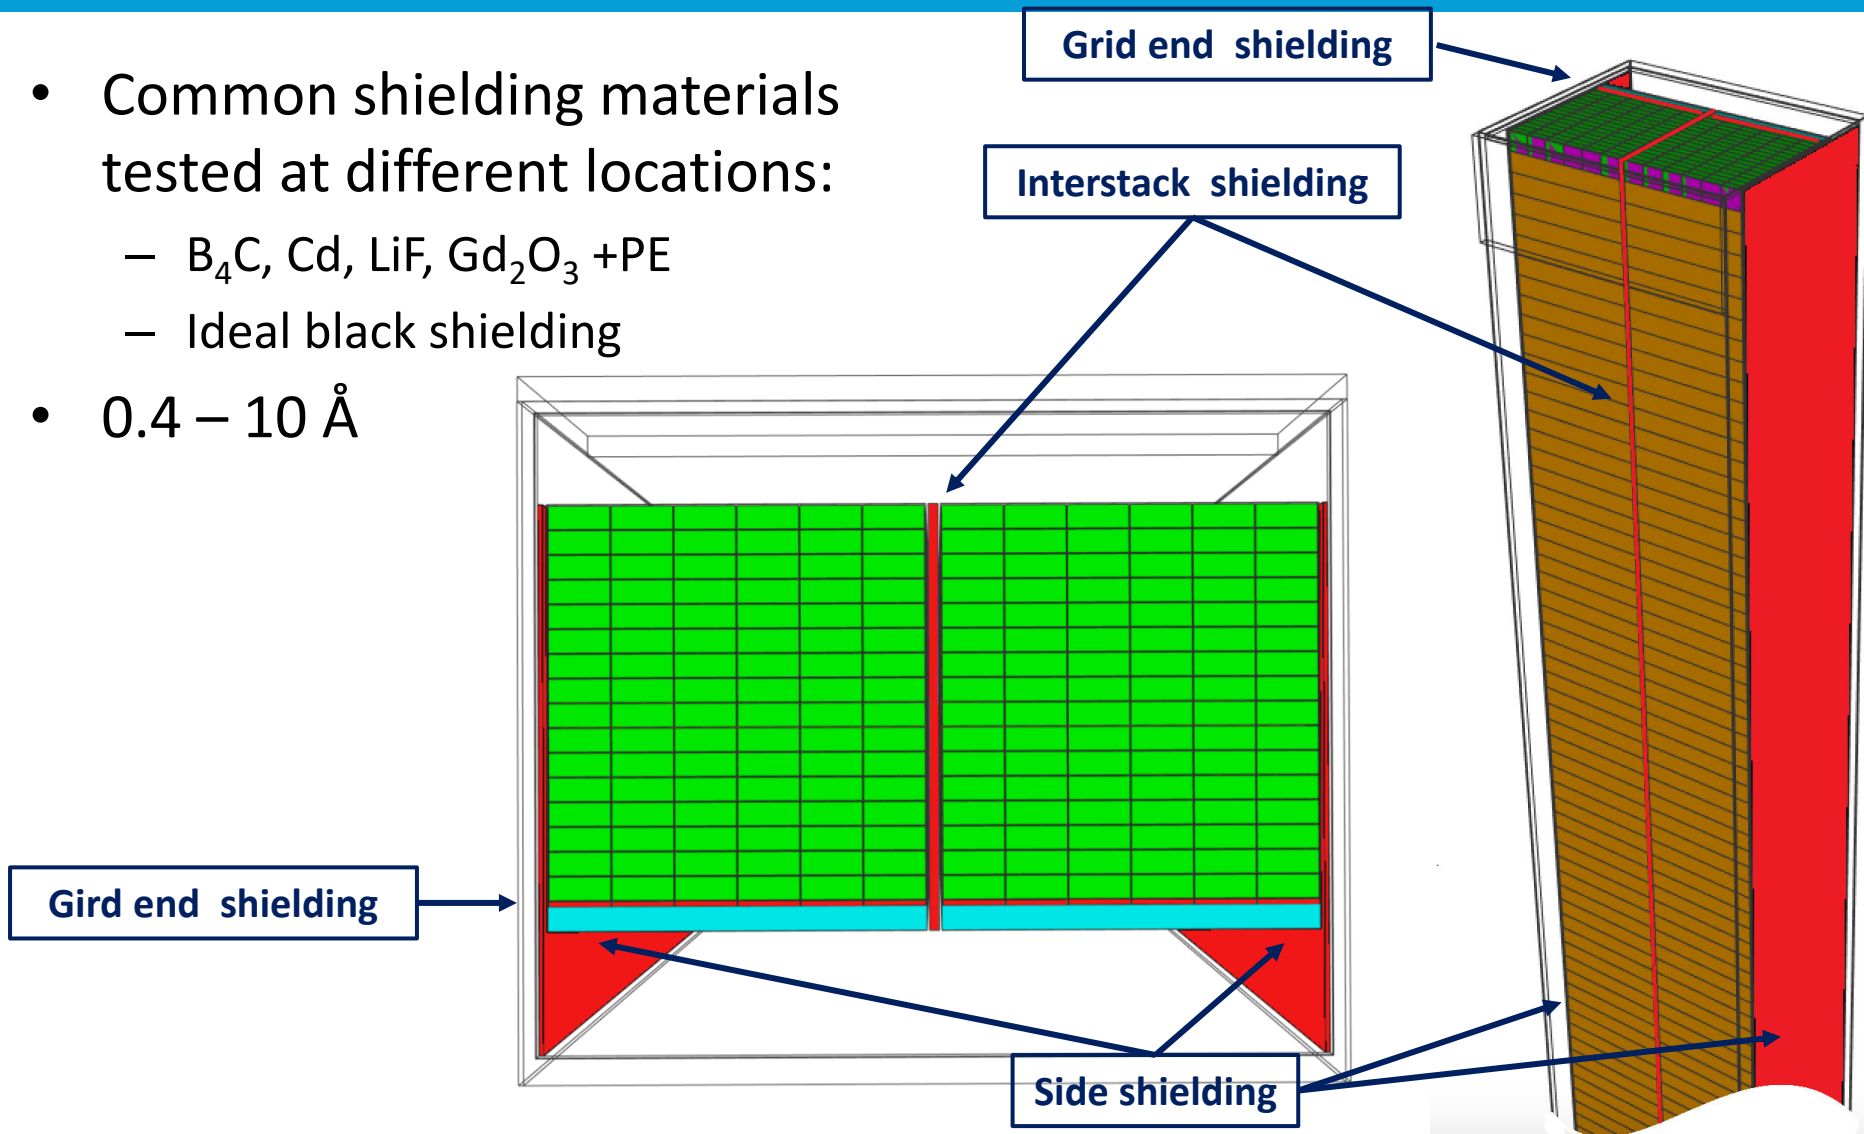 • Common shielding materials
tested at different locations:
– B₄C, Cd, LiF, Gd₂O₃ +PE
– Ideal black shielding
• 0.4 – 10 Å
Grid end shielding
Interstack shielding
Gird end shielding
Side shielding